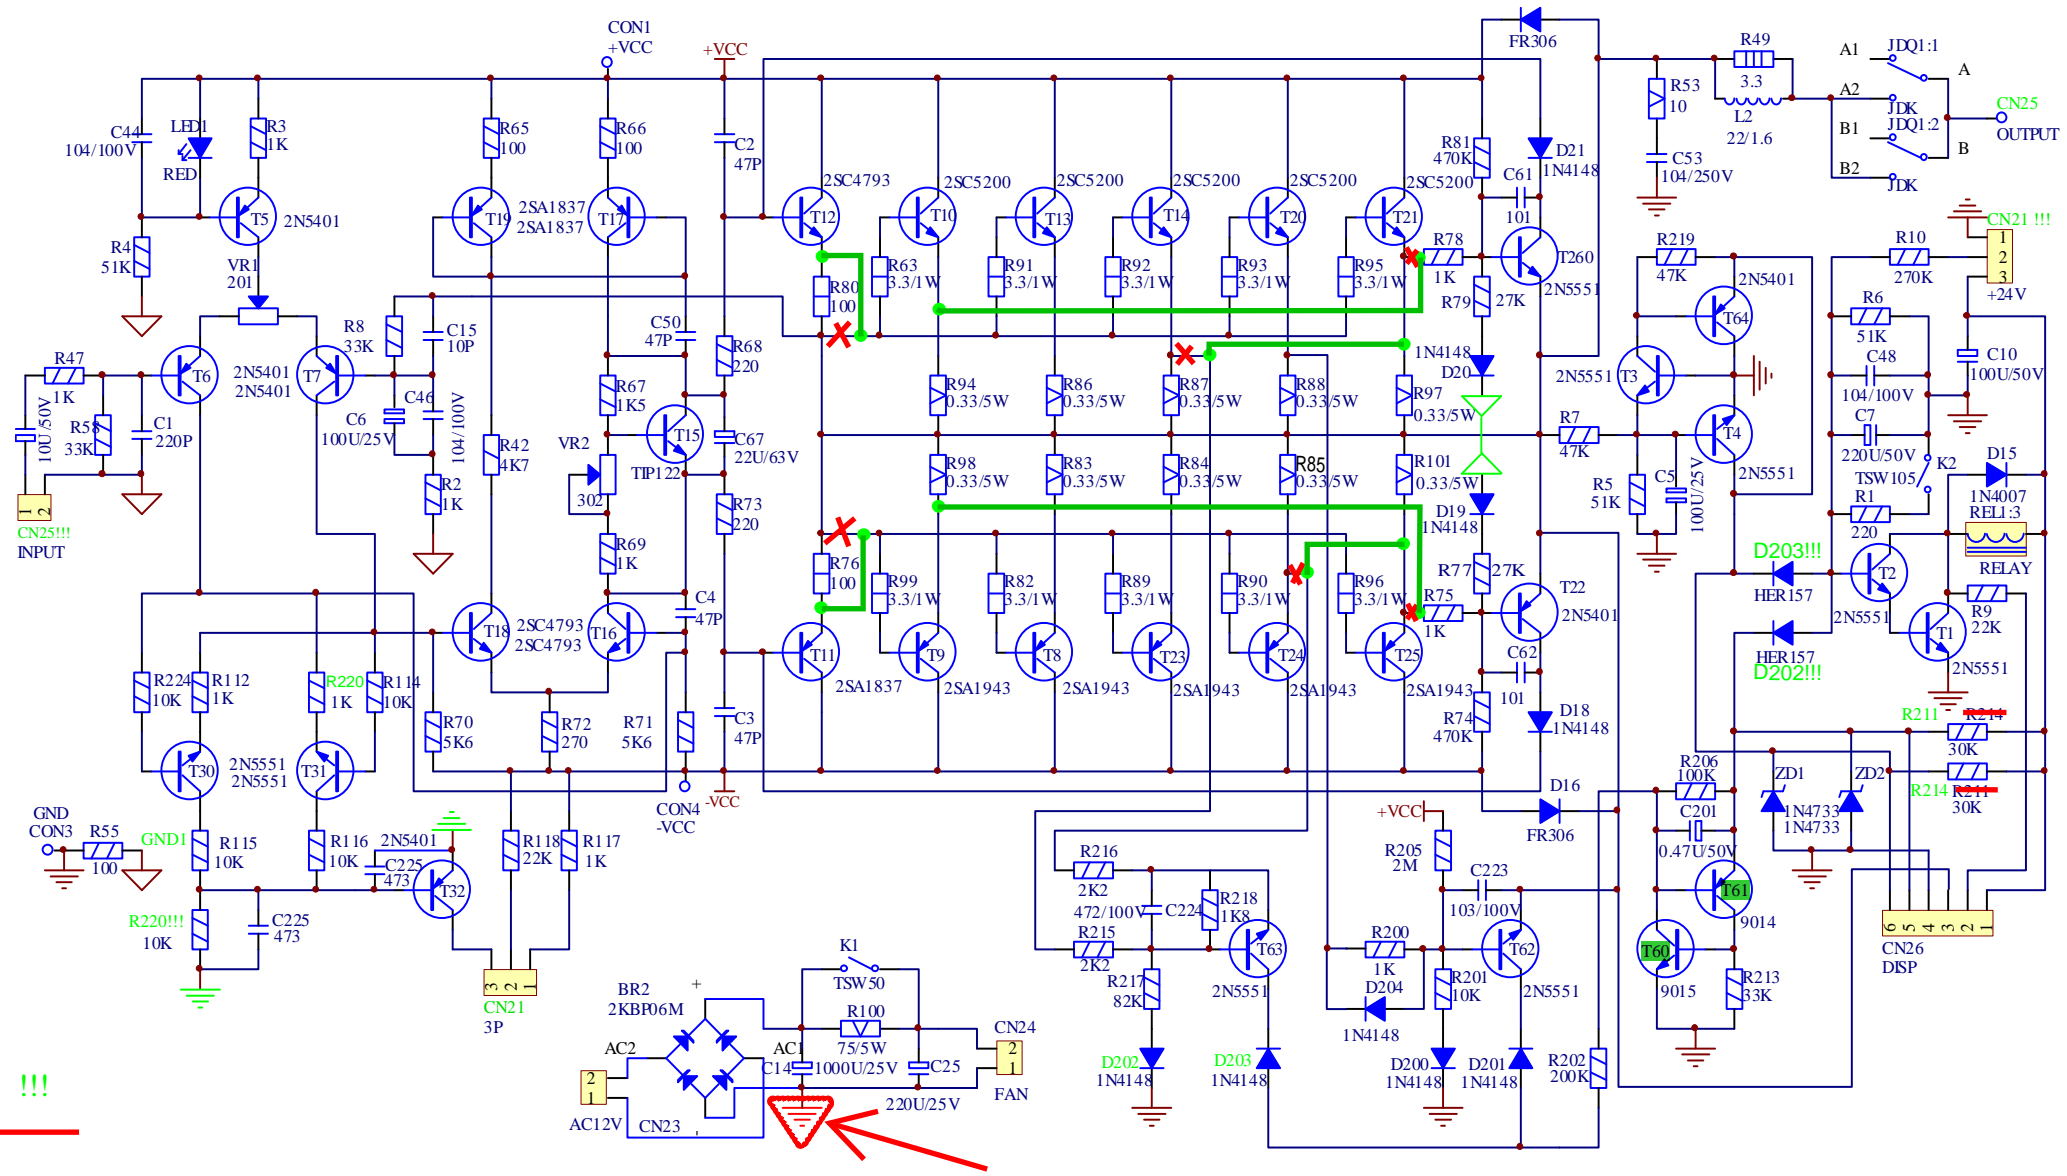 CON1
+VCC
+VCC
FR306
R49
3.3
L2
22/1.6
A1
JDQ1:1
A
A2
JDK
B1
JDQ1:2
B
B2
JDK
CN25
OUTPUT
C44
104/100V
LED1
RED
R3
1K
R65
100
R66
100
C2
47P
R53
10
C53
104/250V
R81
470K
D21
1N4148
C61
101
2SC4793
2SC5200
2SC5200
2SC5200
2SC5200
2SC5200
T5
2N5401
T19
2SA1837
2SA1837
T17
T12
T10
T13
T14
T20
T21
R4
51K
VR1
201
R78
1K
T260
2N5551
R219
47K
2N5401
R10
270K
CN21 !!!
1
2
3
+24V
R80
100
R63
3.3/1W
R91
3.3/1W
R92
3.3/1W
R93
3.3/1W
R95
3.3/1W
R79
27K
T64
R6
51K
R8
33K
C15
10P
C50
47P
R68
220
1N4148
D20
T3
2N5551
C48
104/100V
C10
100U/50V
R47
1K
T6
2N5401
2N5401
T7
C6
100U/25V
C46
104/100V
R67
1K5
R94
0.33/5W
R86
0.33/5W
R87
0.33/5W
R88
0.33/5W
R97
0.33/5W
10U/50V
R58
33K
C1
220P
R42
4K7
VR2
302
T15
TIP122
C67
22U/63V
R7
47K
T4
2N5551
C7
220U/50V
K2
TSW105
D15
1N4007
R2
1K
R73
220
R98
0.33/5W
R83
0.33/5W
R84
0.33/5W
R85
0.33/5W
R101
0.33/5W
D19
1N4148
R5
51K
C5
100U/25V
R1
220
REL1:3
RELAY
1
2
CN25!!!
INPUT
R69
1K
R76
100
R99
3.3/1W
R82
3.3/1W
R89
3.3/1W
R90
3.3/1W
R96
3.3/1W
R77
27K
R75
1K
T22
2N5401
D203!!!
HER157
T2
2N5551
R9
22K
T1
2N5551
HER157
D202!!!
C4
47P
T18
2SC4793
2SC4793
T16
T11
2SA1837
T9
2SA1943
T8
2SA1943
T23
2SA1943
T24
2SA1943
T25
2SA1943
C62
101
R224
10K
R112
1K
R220
1K
R114
10K
R70
5K6
R72
270
R71
5K6
C3
47P
R74
470K
D18
1N4148
R211
R214
30K
R214
R211
30K
T30
2N5551
2N5551
T31
CON4
-VCC
-VCC
D16
FR306
R206
100K
C201
0.47U/50V
ZD1
1N4733
1N4733
ZD2
GND
CON3
R55
100
GND1
R115
10K
R116
10K
2N5401
C225
473
T32
R118
22K
R117
1K
+VCC
R205
2M
C223
103/100V
R216
2K2
472/100V
C224
R218
1K8
T61
9014
R220!!!
10K
C225
473
R215
2K2
T63
2N5551
R200
1K
D204
1N4148
T62
2N5551
T60
9015
R213
33K
6
5
4
3
2
1
CN26
DISP
3
2
1
CN21
3P
BR2
2KBP06M
+
K1
TSW50
R100
75/5W
R217
82K
R201
10K
CN24
2
1
FAN
AC2
AC1
C14
1000U/25V
C25
220U/25V
D202
1N4148
D203
1N4148
D200
1N4148
D201
1N4148
R202
200K
2
1
AC12V
CN23
-
!!!